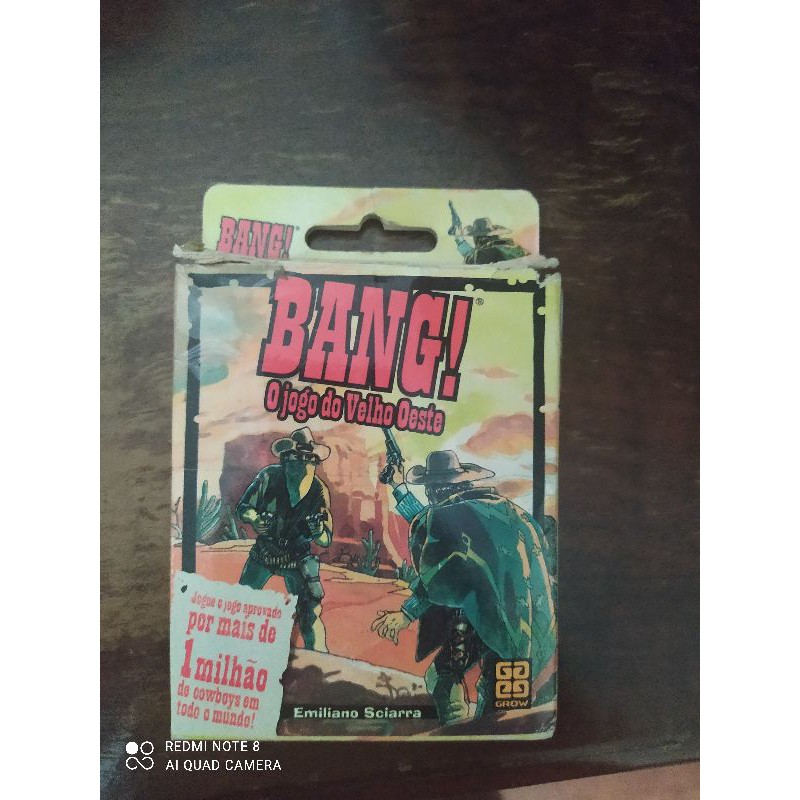 BANG!
BANG!®
O jogo do Velho Oeste
Jogue o jogo aprovado
por mais de
1 milhão
de cowboys em
todo o mundo!
Emiliano Sciarra
GROW
REDMI NOTE 8
AI QUAD CAMERA